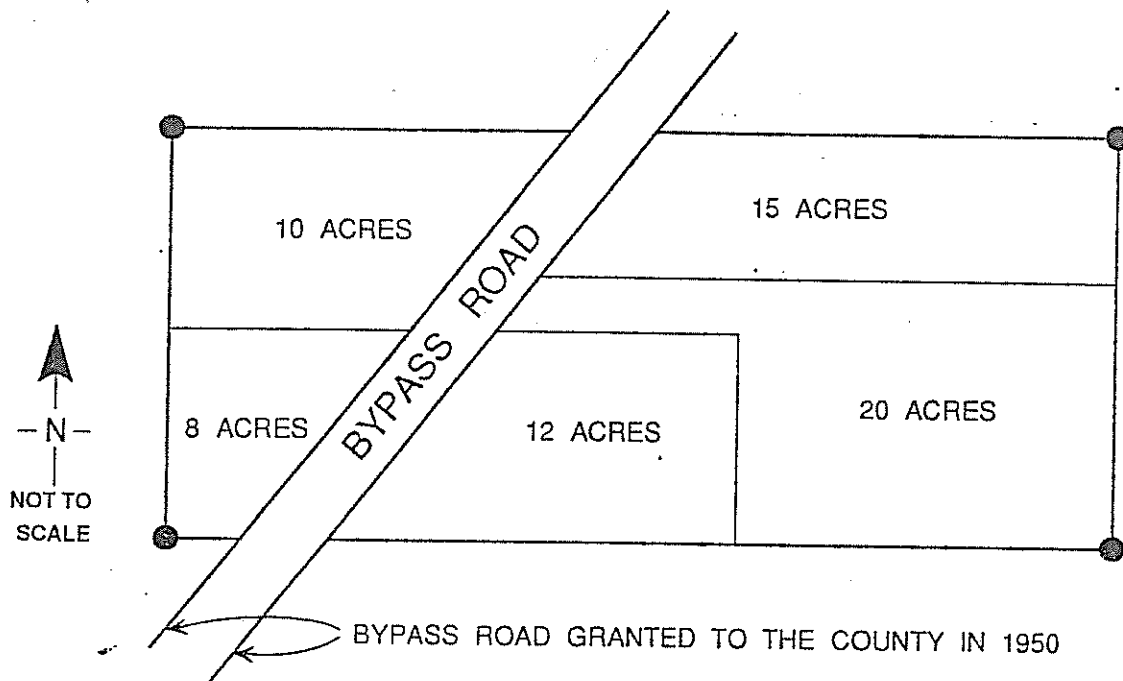 10 ACRES
15 ACRES
BYPASS ROAD
8 ACRES
12 ACRES
20 ACRES
-N-
NOT TO
SCALE
BYPASS ROAD GRANTED TO THE COUNTY IN 1950